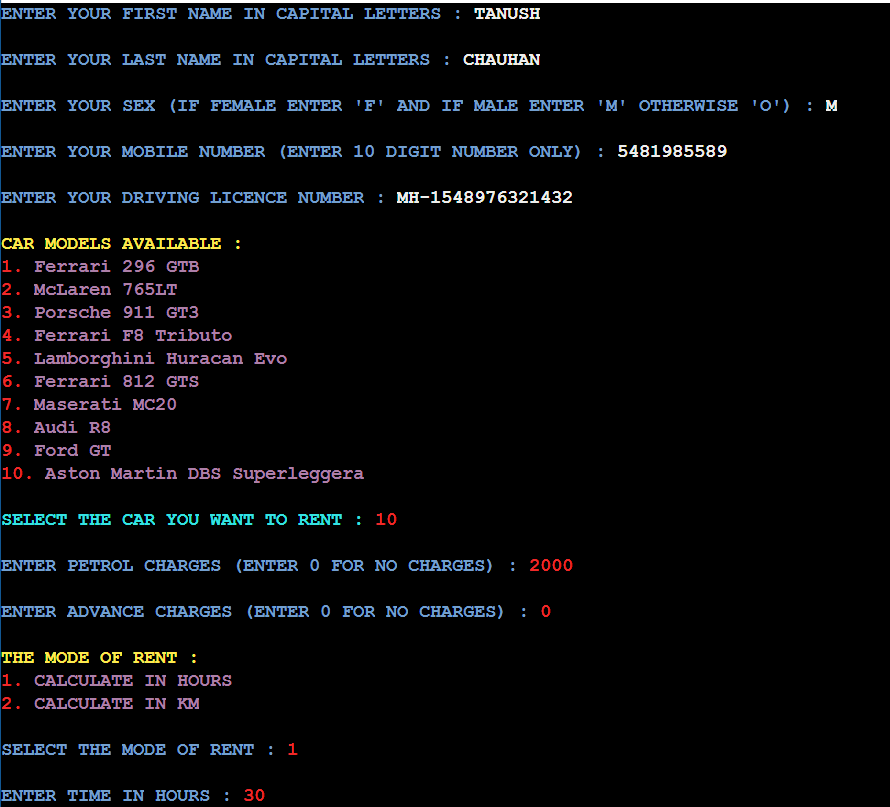 ENTER YOUR FIRST NAME IN CAPITAL LETTERS : TANUSH
ENTER YOUR LAST NAME IN CAPITAL LETTERS : CHAUHAN
ENTER YOUR SEX (IF FEMALE ENTER 'F' AND IF MALE ENTER 'M' OTHERWISE 'O') : M
ENTER YOUR MOBILE NUMBER (ENTER 10 DIGIT NUMBER ONLY) : 5481985589
ENTER YOUR DRIVING LICENCE NUMBER : MH-1548976321432
CAR MODELS AVAILABLE :
1. Ferrari 296 GTB
2. McLaren 765LT
3. Porsche 911 GT3
4. Ferrari F8 Tributo
5. Lamborghini Huracan Evo
6. Ferrari 812 GTS
7. Maserati MC20
8. Audi R8
9. Ford GT
10. Aston Martin DBS Superleggera
SELECT THE CAR YOU WANT TO RENT : 10
ENTER PETROL CHARGES (ENTER 0 FOR NO CHARGES) : 2000
ENTER ADVANCE CHARGES (ENTER 0 FOR NO CHARGES) : 0
THE MODE OF RENT :
1. CALCULATE IN HOURS
2. CALCULATE IN KM
SELECT THE MODE OF RENT : 1
ENTER TIME IN HOURS : 30